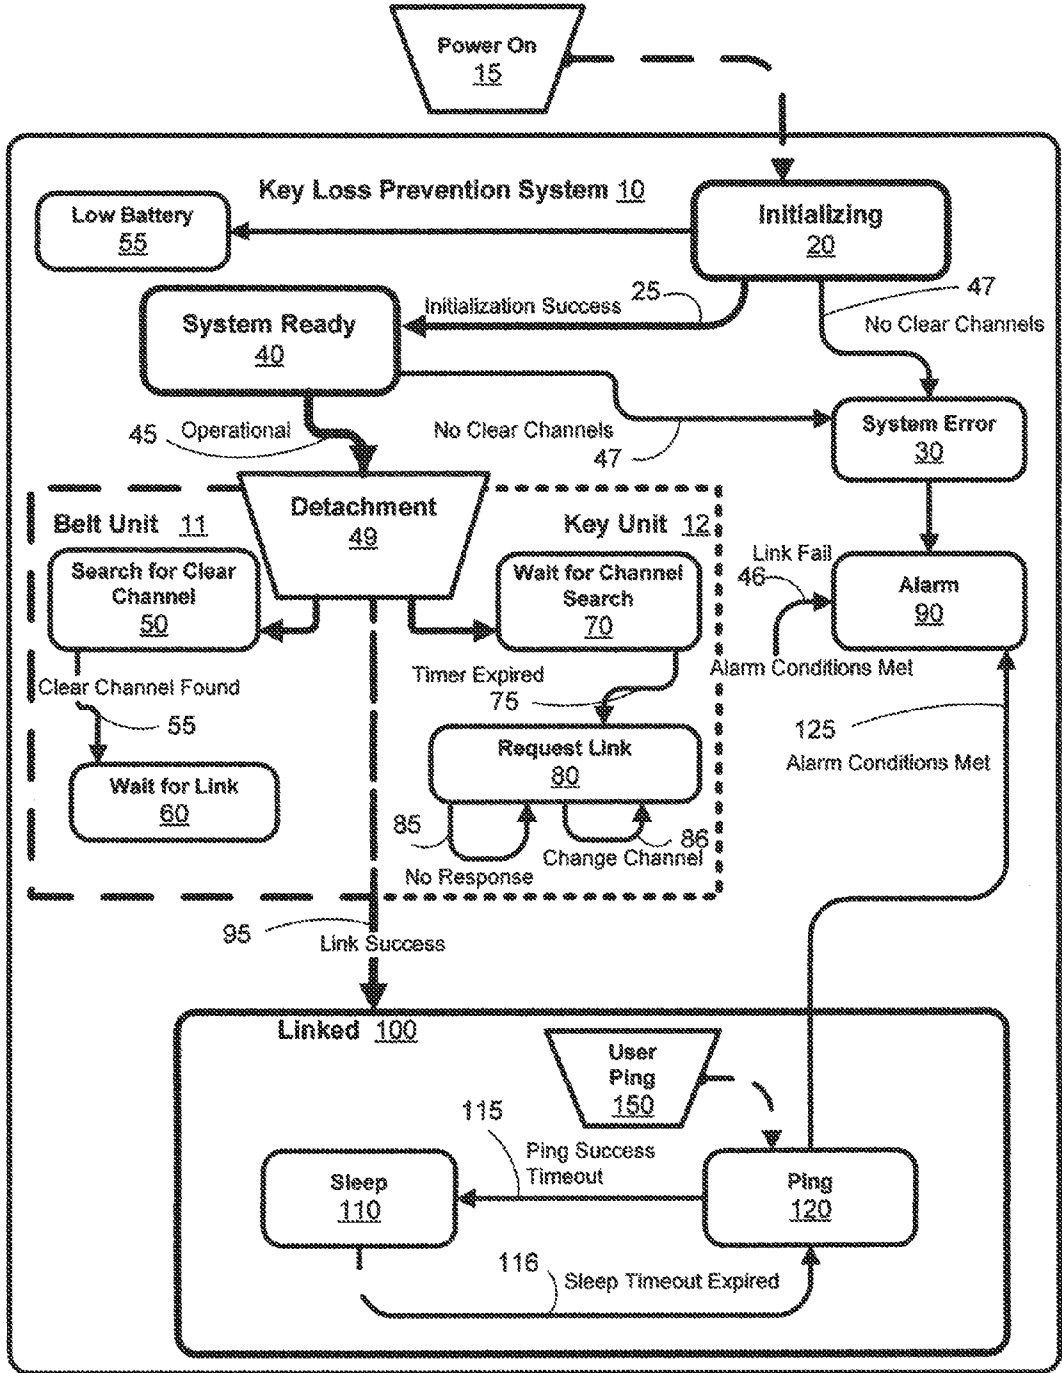 Power On
15
Key Loss Prevention System 10
Low Battery
55
Initializing
20
Initialization Success
25
47
No Clear Channels
System Ready
40
45
Operational
No Clear Channels
47
System Error
30
Detachment
49
Belt Unit 11
Key Unit 12
Search for Clear
Channel
50
Wait for Channel
Search
70
Link Fail
46
Alarm
90
Alarm Conditions Met
Clear Channel Found
55
Timer Expired
75
Wait for Link
60
Request Link
80
125
Alarm Conditions Met
85
No Response
86
Change Channel
95
Link Success
Linked 100
User
Ping
150
115
Ping Success
Timeout
Sleep
110
Ping
120
116
Sleep Timeout Expired